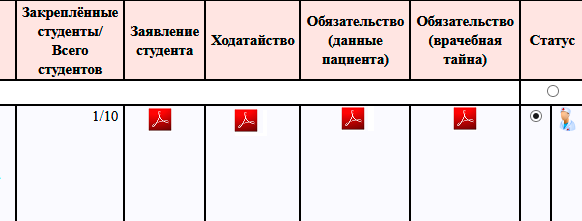 Закреплённые
студенты/
Всего
студентов
Заявление
студента
Ходатайство
Обязательство
(данные
пациента)
Обязательство
(врачебная
тайна)
Статус
1/10